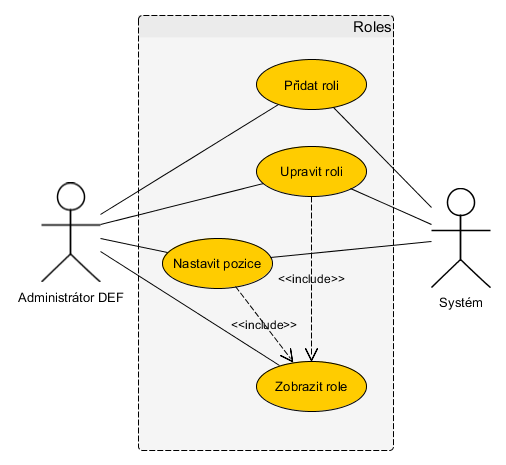 Roles
Přidat roli
Upravit roli
Nastavit pozice
<<include>>
Administrátor DEF
Systém
<<include>>
Zobrazit role